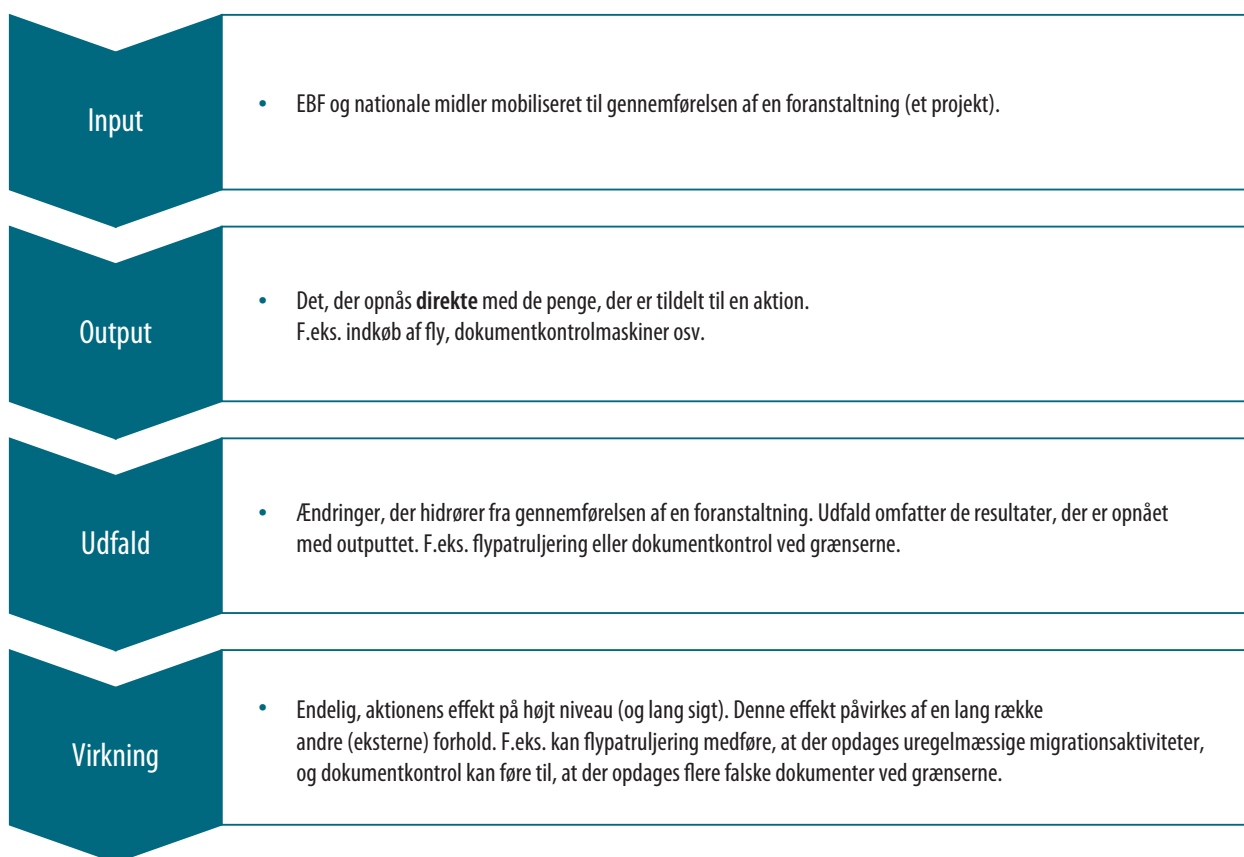 Input
• EBF og nationale midler mobiliseret til gennemførelsen af en foranstaltning (et projekt).
Output
• Det, der opnås direkte med de penge, der er tildelt til en aktion.
F.eks. indkøb af fly, dokumentkontrolmaskiner osv.
Udfald
• Ændringer, der hidrører fra gennemførelsen af en foranstaltning. Udfald omfatter de resultater, der er opnået
med outputtet. F.eks. flypatruljering eller dokumentkontrol ved grænserne.
Virkning
• Endelig, aktionens effekt på højt niveau (og lang sigt). Denne effekt påvirkes af en lang række
andre (eksterne) forhold. F.eks. kan flypatruljering medføre, at der opdages uregelmæssige migrationsaktiviteter,
og dokumentkontrol kan føre til, at der opdages flere falske dokumenter ved grænserne.